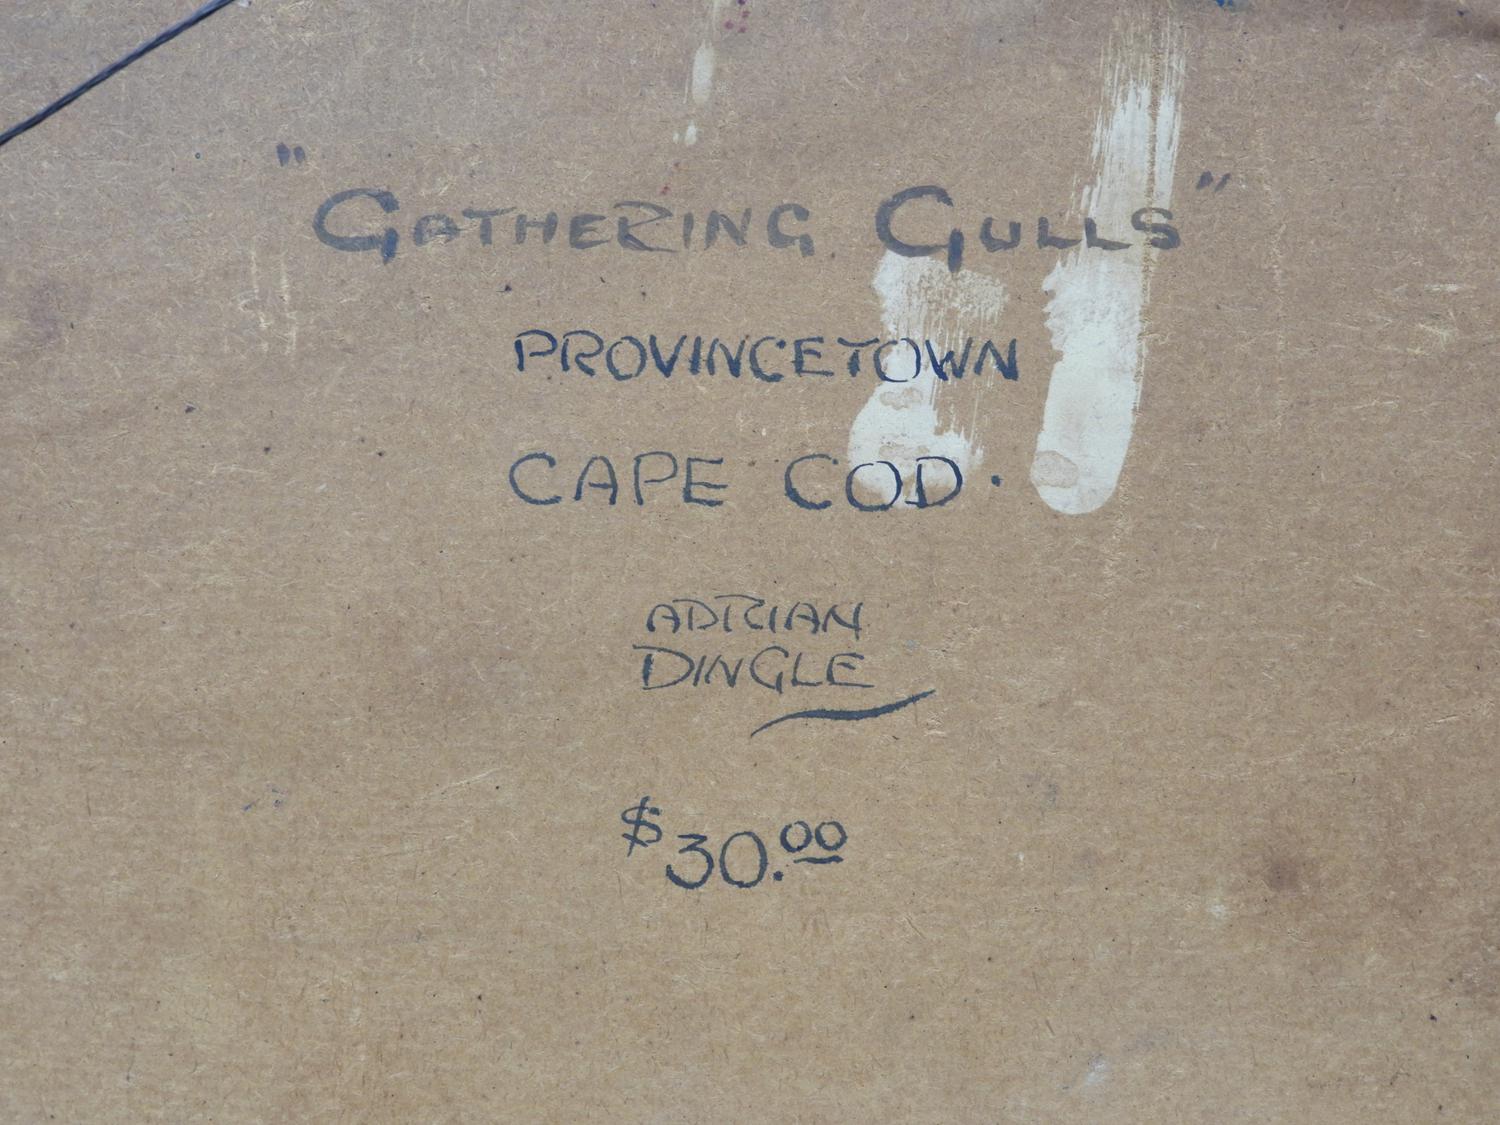 "GATHERING GULLS"
PROVINCETOWN
CAPE COD.
ADRIAN
DINGLE
$30.00